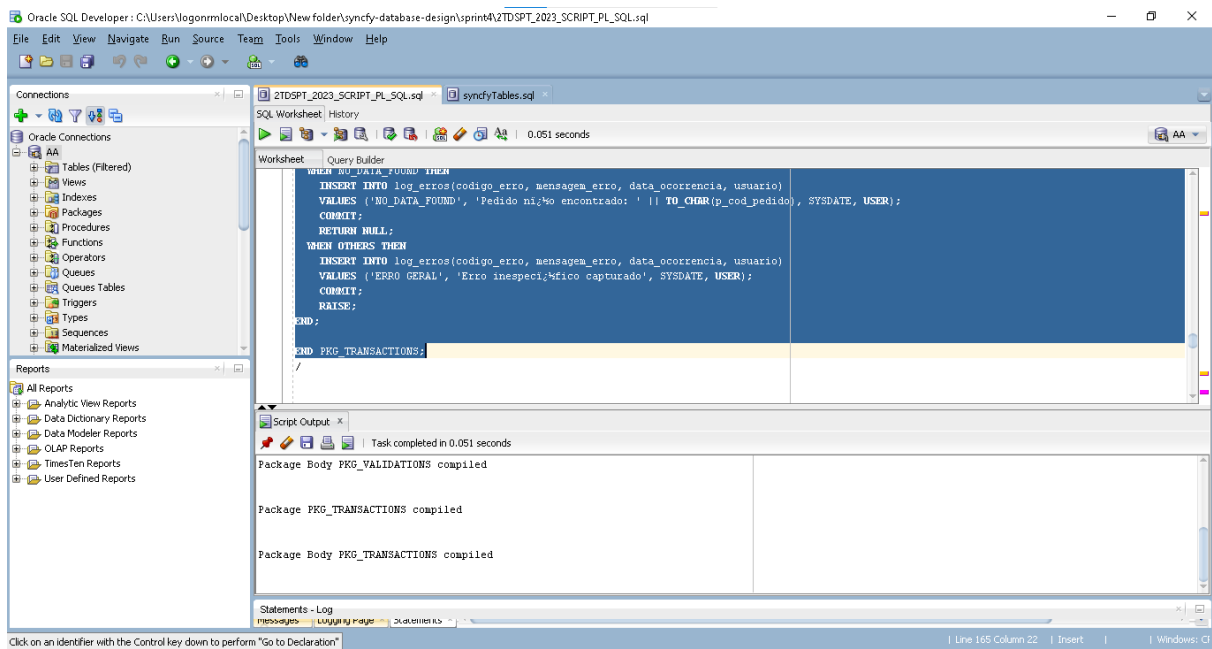 Oracle SQL Developer : C:\Users\logonrmlocal\Desktop\New folder\syncfy-database-design\sprint4\2TDSPT_2023_SCRIPT_PL_SQL.sql
File Edit View Navigate Run Source Team Tools Window Help
Connections
Oracle Connections
AA
Tables (Filtered)
Views
Indexes
Packages
Procedures
Functions
Operators
Queues
Queues Tables
Triggers
Types
Sequences
Materialized Views
Reports
All Reports
Analytic View Reports
Data Dictionary Reports
Data Modeler Reports
OLAP Reports
TimesTen Reports
User Defined Reports
2TDSPT_2023_SCRIPT_PL_SQL.sql syncfyTables.sql
SQL Worksheet History
0.051 seconds
AA
Worksheet Query Builder
WHEN NO_DATA_FOUND THEN
INSERT INTO log_erros(codigo_erro, mensagem_erro, data_ocorrencia, usuario)
VALUES ('NO_DATA_FOUND', 'Pedido nï¿½o encontrado: ' || TO_CHAR(p_cod_pedido), SYSDATE, USER);
COMMIT;
RETURN NULL;
WHEN OTHERS THEN
INSERT INTO log_erros(codigo_erro, mensagem_erro, data_ocorrencia, usuario)
VALUES ('ERRO GERAL', 'Erro inespecï¿½fico capturado', SYSDATE, USER);
COMMIT;
RAISE;
END;
END PKG_TRANSACTIONS;
/
Script Output
Task completed in 0.051 seconds
Package Body PKG_VALIDATIONS compiled
Package PKG_TRANSACTIONS compiled
Package Body PKG_TRANSACTIONS compiled
Statements - Log
Messages Logging Page Statements
Click on an identifier with the Control key down to perform "Go to Declaration"
Line 165 Column 22 Insert Windows: CF